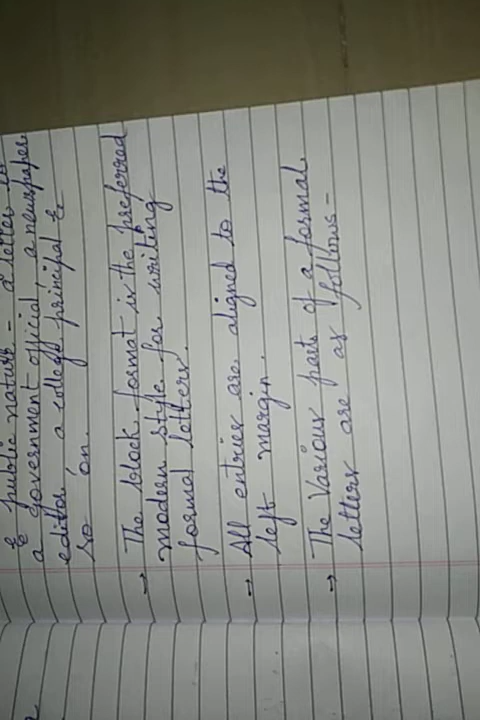 & public nature - a letter to
a government official, a newspaper
editor, a college principal &
so on.
→ The block format is the preferred
modern style for writing
formal letters.
→ All entries are aligned to the
left margin.
→ The Various parts of a formal
letters are as follows -